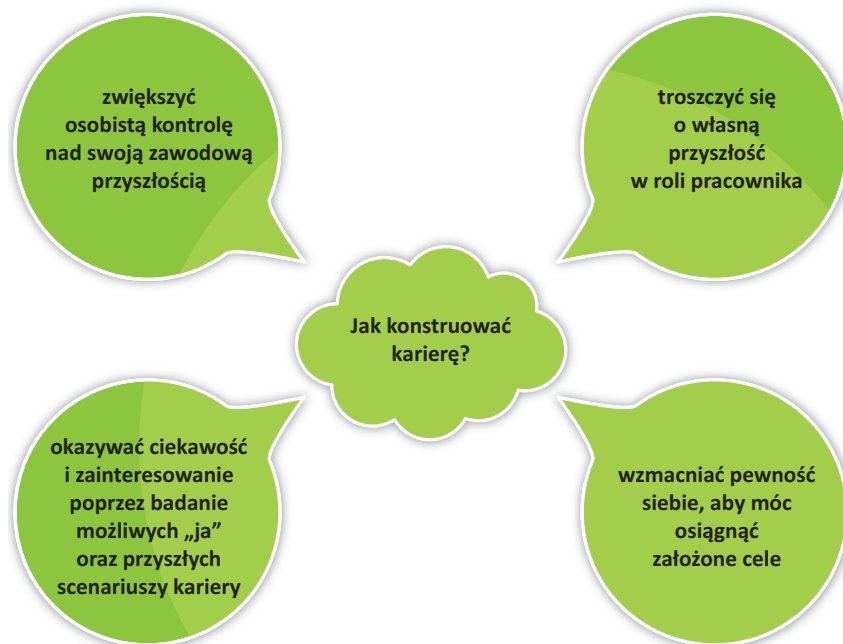 zwiększyć
osobistą kontrolę
nad swoją zawodową
przyszłością
troszczyć się
o własną
przyszłość
w roli pracownika
Jak konstruować
karierę?
okazywać ciekawość
i zainteresowanie
poprzez badanie
możliwych „ja”
oraz przyszłych
scenariuszy kariery
wzmacniać pewność
siebie, aby móc
osiągnąć
założone cele